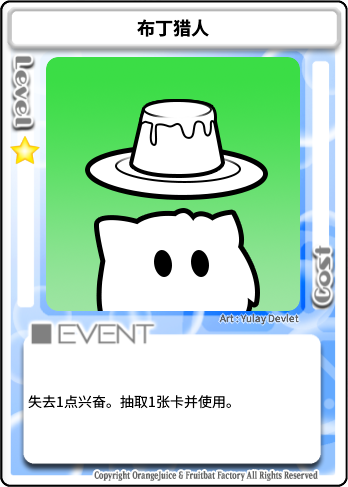 布丁猎人
Level
Cost
Art : Yulay Devlet
EVENT
失去1点兴奋。抽取1张卡并使用。
Copyright OrangeJuice & Fruitbat Factory All Rights Reserved